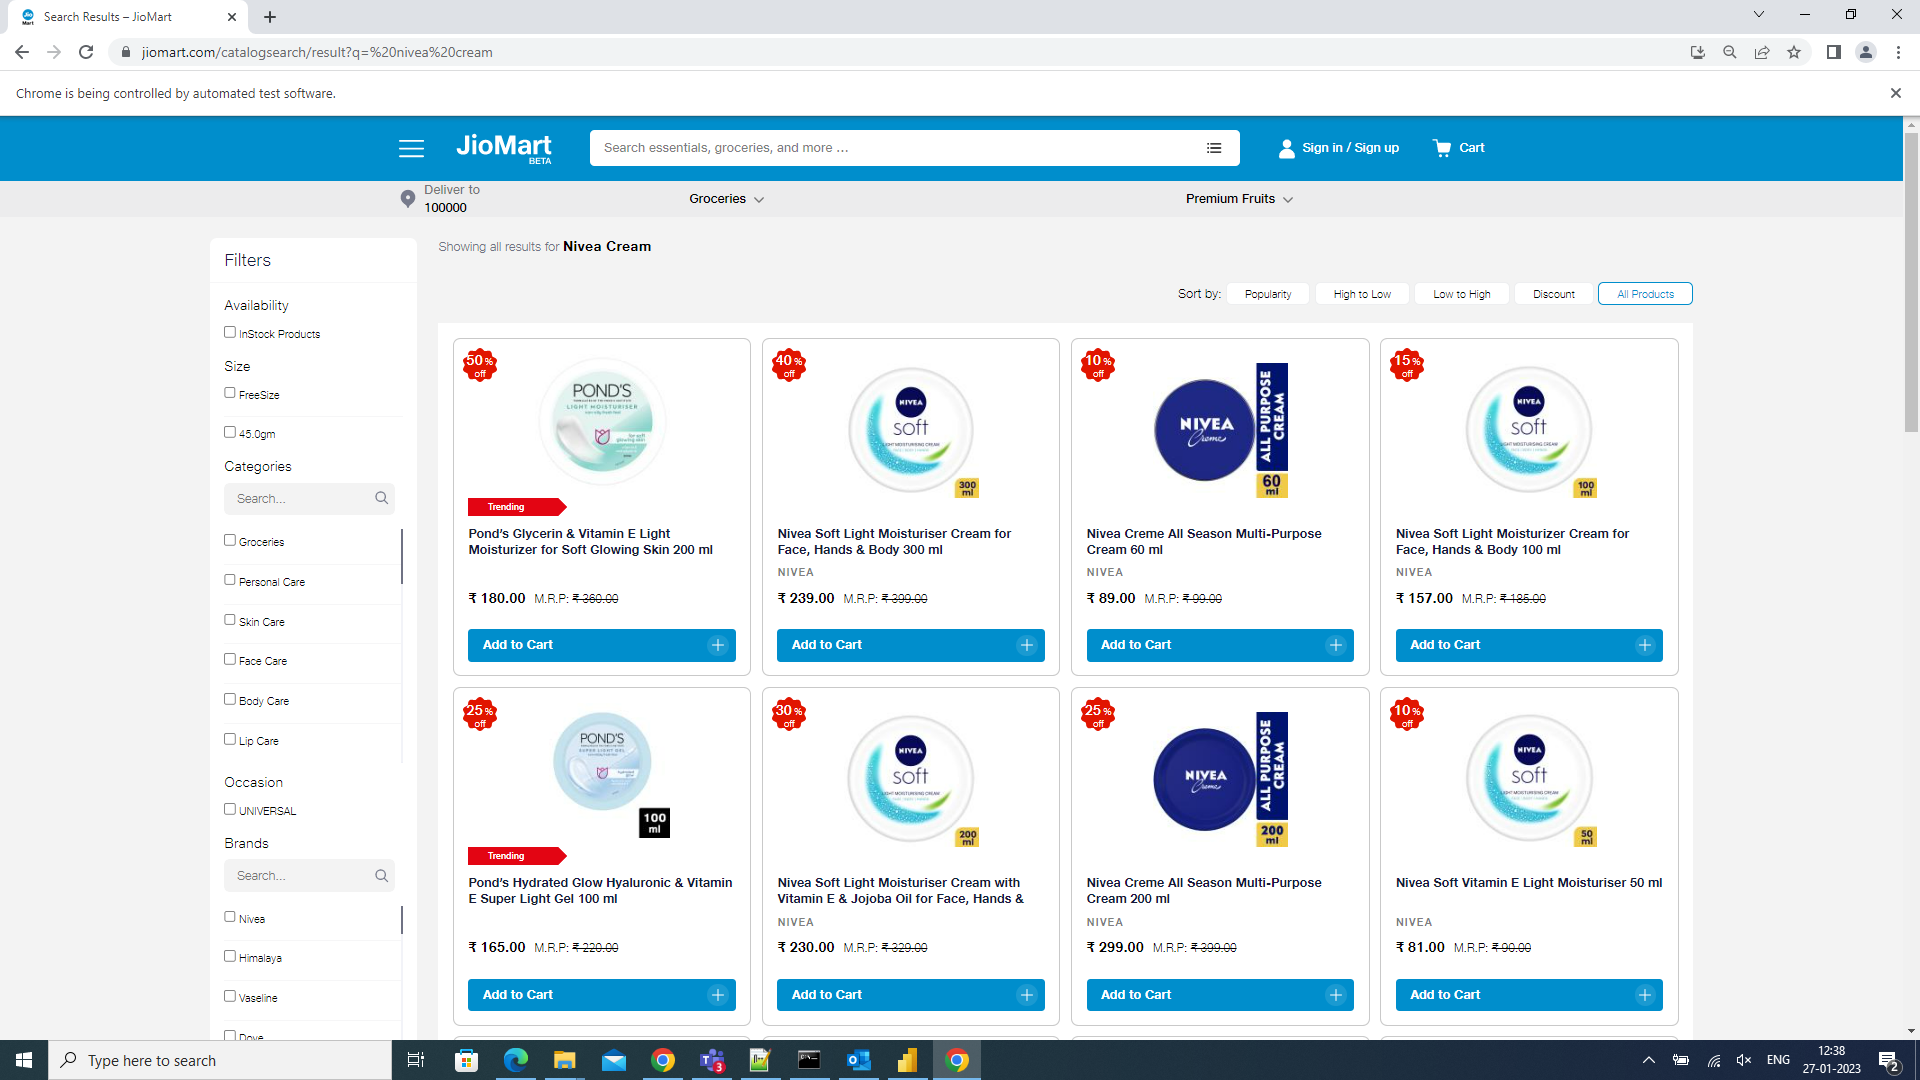 Search Results – JioMart
jiomart.com/catalogsearch/result?q=%20nivea%20cream
Chrome is being controlled by automated test software.
JioMart
BETA
Search essentials, groceries, and more ...
Sign in / Sign up
Cart
Deliver to
100000
Groceries
Premium Fruits
Filters
Availability
InStock Products
Size
FreeSize
45.0gm
Categories
Search...
Groceries
Personal Care
Skin Care
Face Care
Body Care
Lip Care
Occasion
UNIVERSAL
Brands
Search...
Nivea
Himalaya
Vaseline
Dove
Showing all results for Nivea Cream
Sort by: Popularity High to Low Low to High Discount All Products
50% off
POND'S
LIGHT MOISTURISER
Trending
Pond's Glycerin & Vitamin E Light
Moisturizer for Soft Glowing Skin 200 ml
₹ 180.00 M.R.P: ₹ 360.00
Add to Cart
40% off
NIVEA
soft
300 ml
Nivea Soft Light Moisturiser Cream for
Face, Hands & Body 300 ml
NIVEA
₹ 239.00 M.R.P: ₹ 399.00
Add to Cart
10% off
NIVEA
Creme
ALL PURPOSE
CREAM
60 ml
Nivea Creme All Season Multi-Purpose
Cream 60 ml
NIVEA
₹ 89.00 M.R.P: ₹ 99.00
Add to Cart
15% off
NIVEA
soft
100 ml
Nivea Soft Light Moisturizer Cream for
Face, Hands & Body 100 ml
NIVEA
₹ 157.00 M.R.P: ₹ 185.00
Add to Cart
25% off
POND'S
SUPER LIGHT GEL
100 ml
Trending
Pond's Hydrated Glow Hyaluronic & Vitamin
E Super Light Gel 100 ml
₹ 165.00 M.R.P: ₹ 220.00
Add to Cart
30% off
NIVEA
soft
200 ml
Nivea Soft Light Moisturiser Cream with
Vitamin E & Jojoba Oil for Face, Hands &
NIVEA
₹ 230.00 M.R.P: ₹ 329.00
Add to Cart
25% off
NIVEA
Creme
ALL PURPOSE
CREAM
200 ml
Nivea Creme All Season Multi-Purpose
Cream 200 ml
NIVEA
₹ 299.00 M.R.P: ₹ 399.00
Add to Cart
10% off
NIVEA
soft
50 ml
Nivea Soft Vitamin E Light Moisturiser 50 ml
NIVEA
₹ 81.00 M.R.P: ₹ 90.00
Add to Cart
Type here to search
3
ENG
12:38
27-01-2023
2